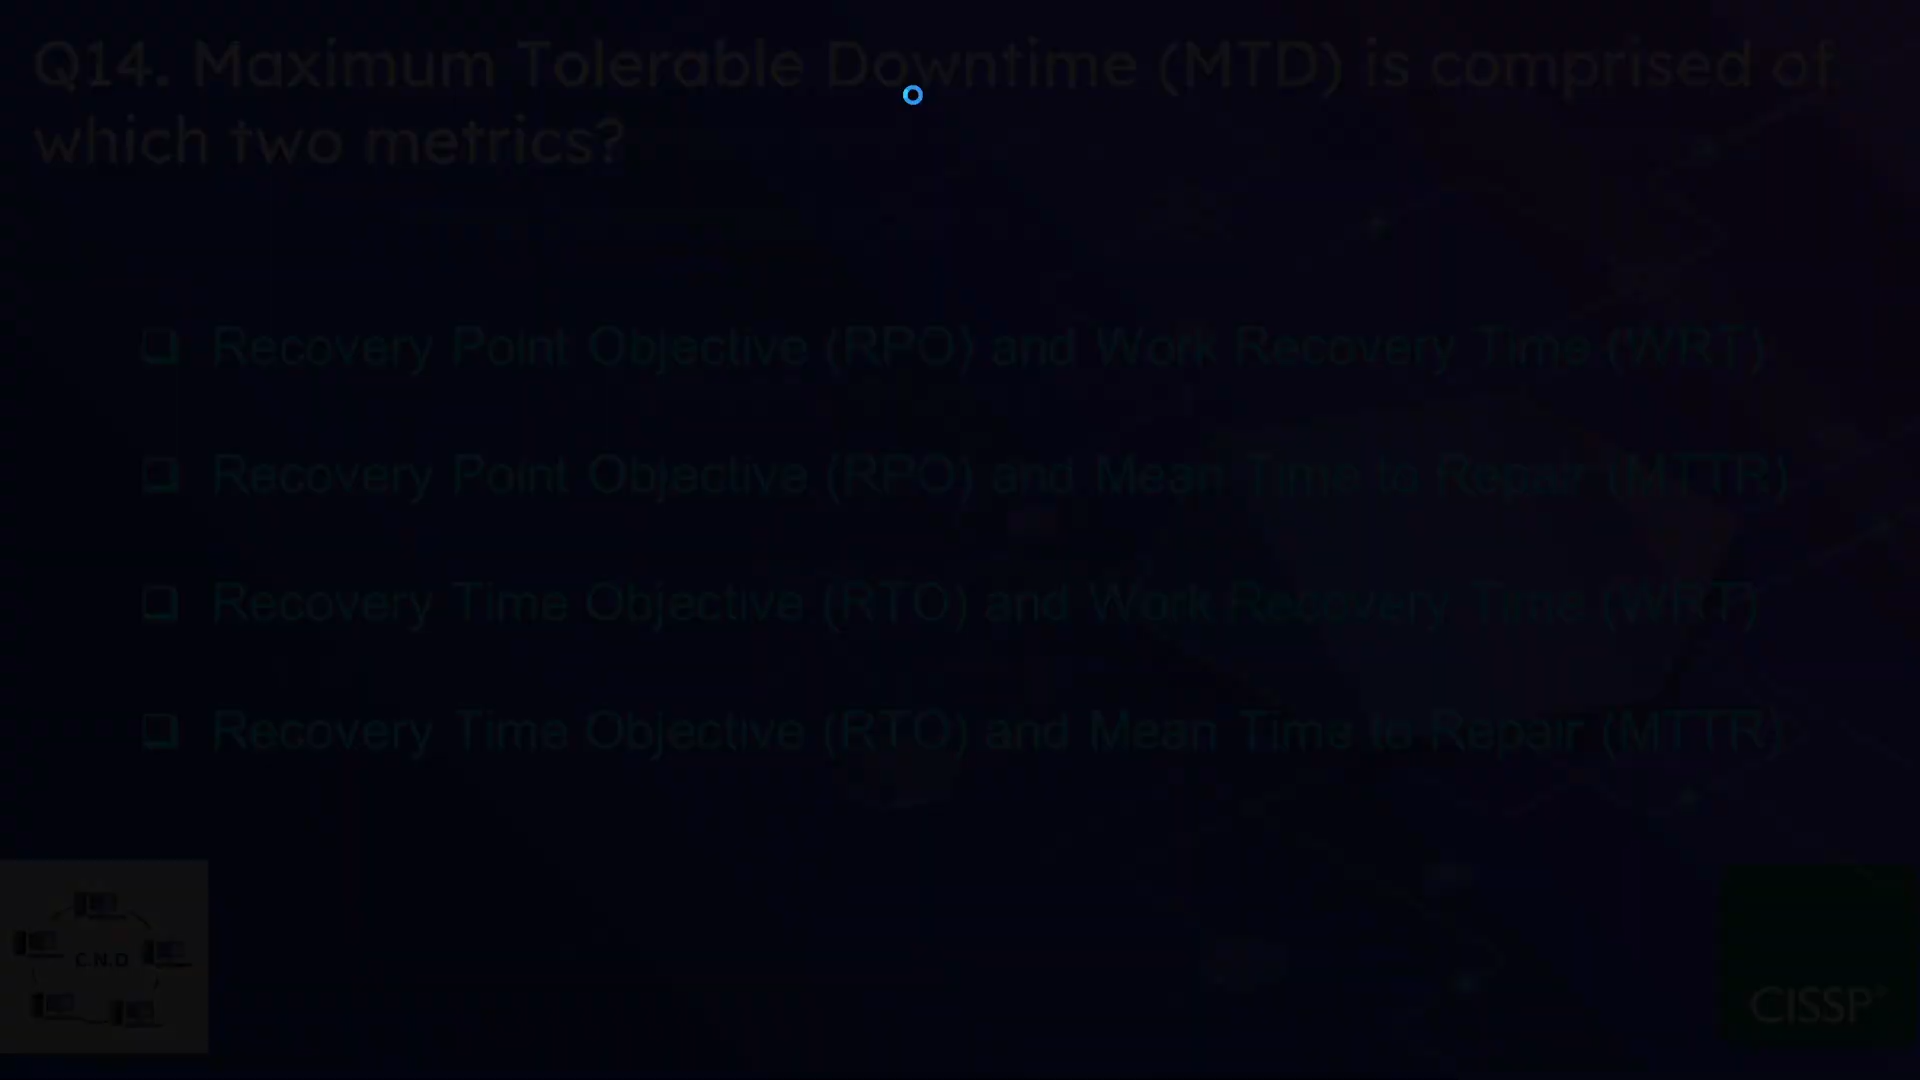 Q14. Maximum Tolerable Downtime (MTD) is comprised of
which two metrics?
❑ Recovery Point Objective (RPO) and Work Recovery Time (WRT)
❑ Recovery Point Objective (RPO) and Mean Time to Repair (MTTR)
❑ Recovery Time Objective (RTO) and Work Recovery Time (WRT)
❑ Recovery Time Objective (RTO) and Mean Time to Repair (MTTR)
C.N.D
CISSP®